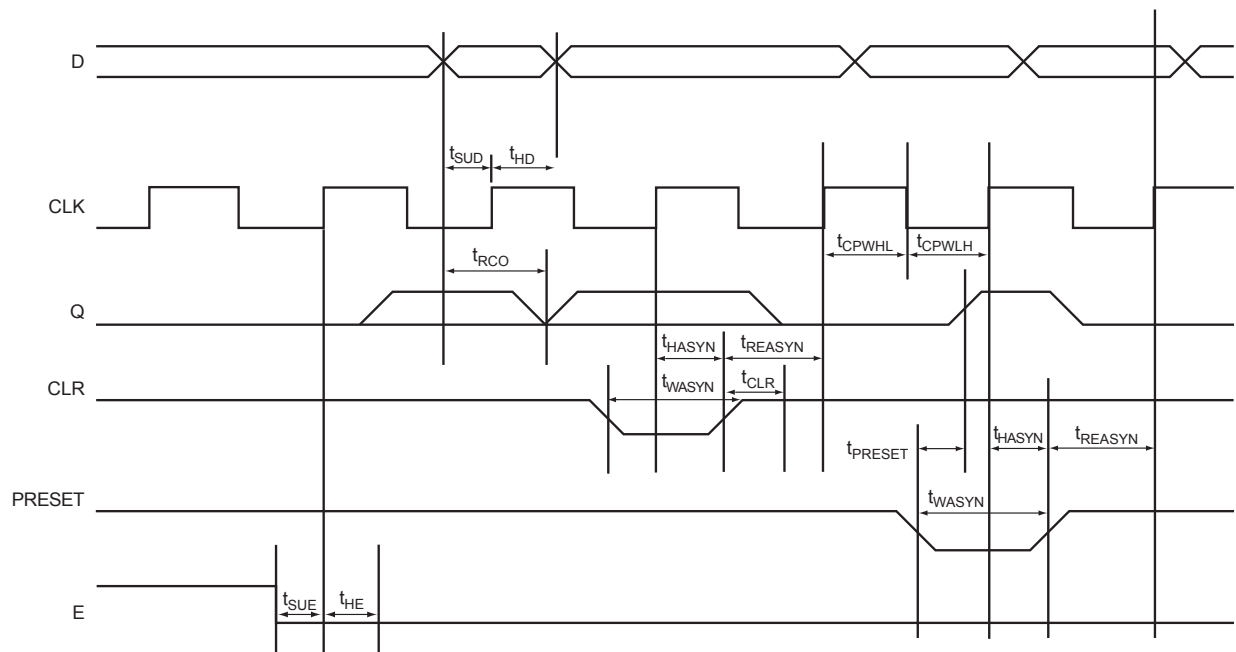 D
tSUD
tHD
CLK
tCPWHL
tCPWLH
tRCO
Q
tHASYN
tREASYN
CLR
tWASYN
tCLR
tPRESET
tHASYN
tREASYN
PRESET
tWASYN
E
tSUE
tHE